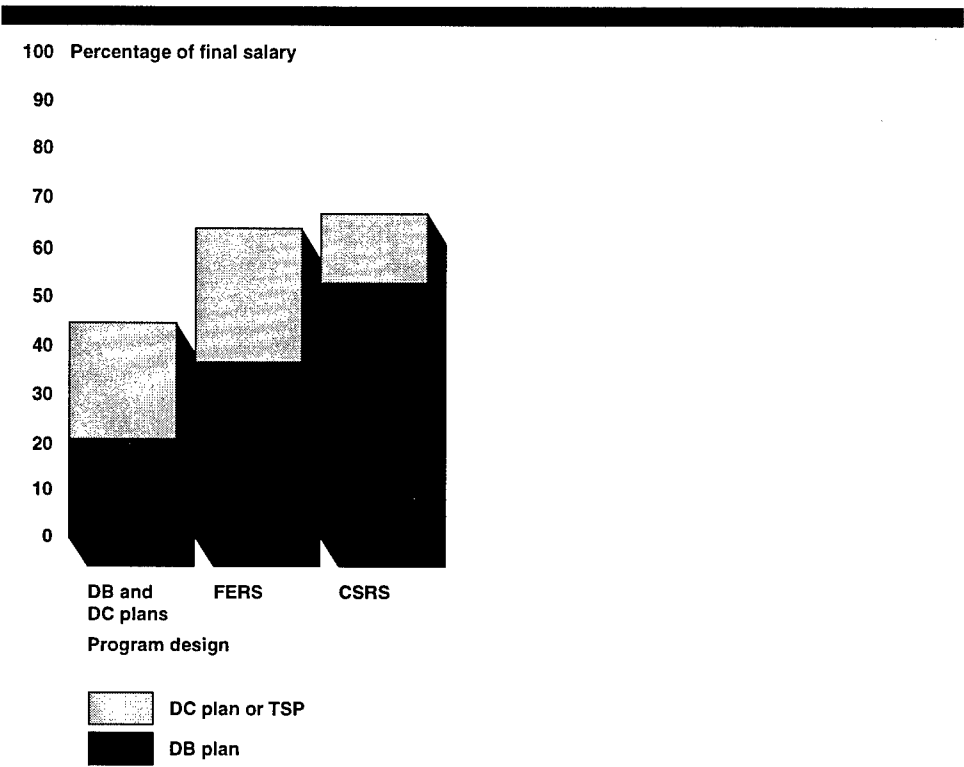 100 Percentage of final salary
90
80
70
60
50
40
30
20
10
0
DB and FERS CSRS
DC plans
Program design
DC plan or TSP
DB plan